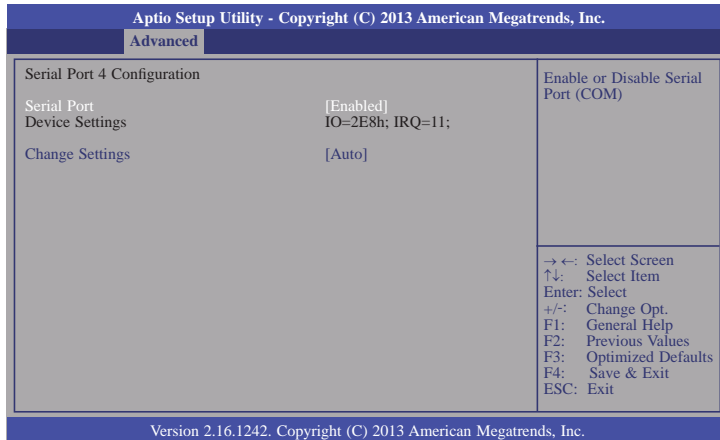 Aptio Setup Utility - Copyright (C) 2013 American Megatrends, Inc.
Advanced
Serial Port 4 Configuration
Serial Port [Enabled]
Device Settings IO=2E8h; IRQ=11;
Change Settings [Auto]
Enable or Disable Serial
Port (COM)
→ ←: Select Screen
↑↓: Select Item
Enter: Select
+/-: Change Opt.
F1: General Help
F2: Previous Values
F3: Optimized Defaults
F4: Save & Exit
ESC: Exit
Version 2.16.1242. Copyright (C) 2013 American Megatrends, Inc.